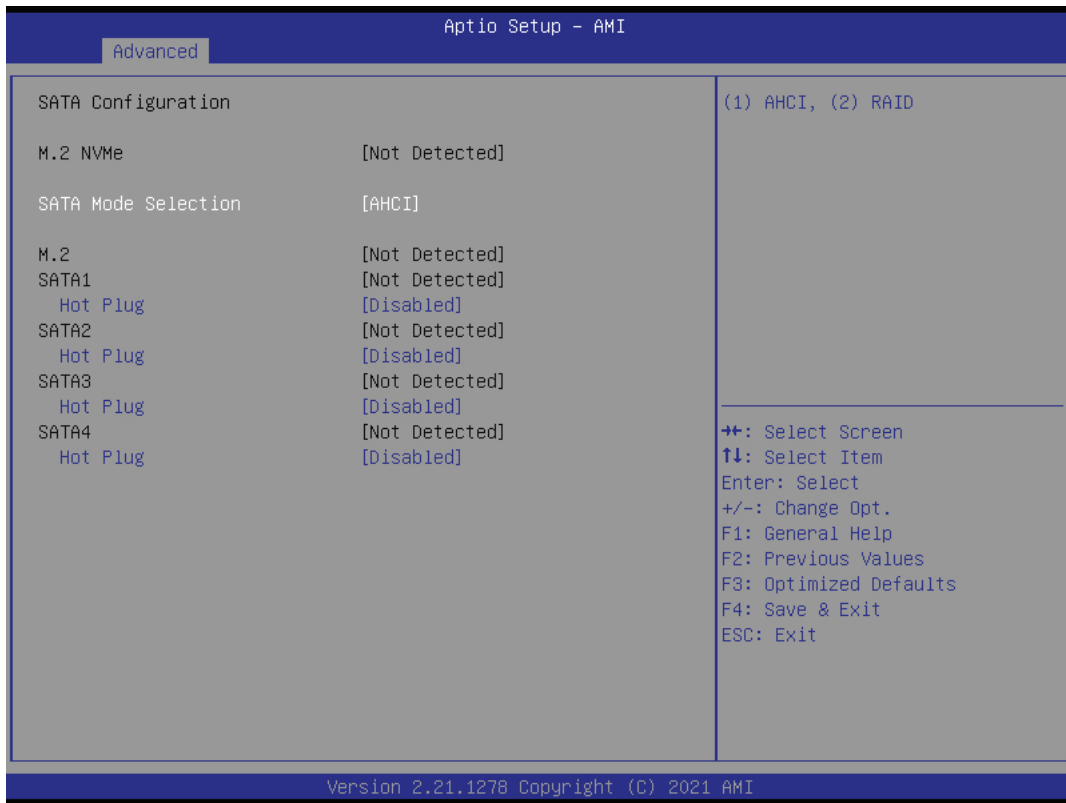 Aptio Setup – AMI
Advanced
SATA Configuration
M.2 NVMe [Not Detected]
SATA Mode Selection [AHCI]
M.2 [Not Detected]
SATA1 [Not Detected]
Hot Plug [Disabled]
SATA2 [Not Detected]
Hot Plug [Disabled]
SATA3 [Not Detected]
Hot Plug [Disabled]
SATA4 [Not Detected]
Hot Plug [Disabled]
(1) AHCI, (2) RAID
→←: Select Screen
↑↓: Select Item
Enter: Select
+/-: Change Opt.
F1: General Help
F2: Previous Values
F3: Optimized Defaults
F4: Save & Exit
ESC: Exit
Version 2.21.1278 Copyright (C) 2021 AMI